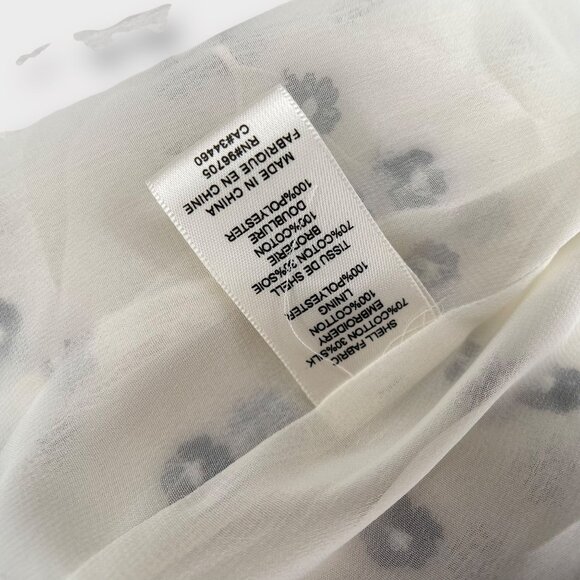 SHELL FABRIC
70%COTTON 30%SILK
EMBROIDERY
100%COTTON
LINING
100%POLYESTER
TISSU DE SHELL
70%COTON 30%SOIE
BRODERIE
100%COTON
DOUBLURE
100%POLYESTER
MADE IN CHINA
FABRIQUE EN CHINE
RN#96705
CA#34460